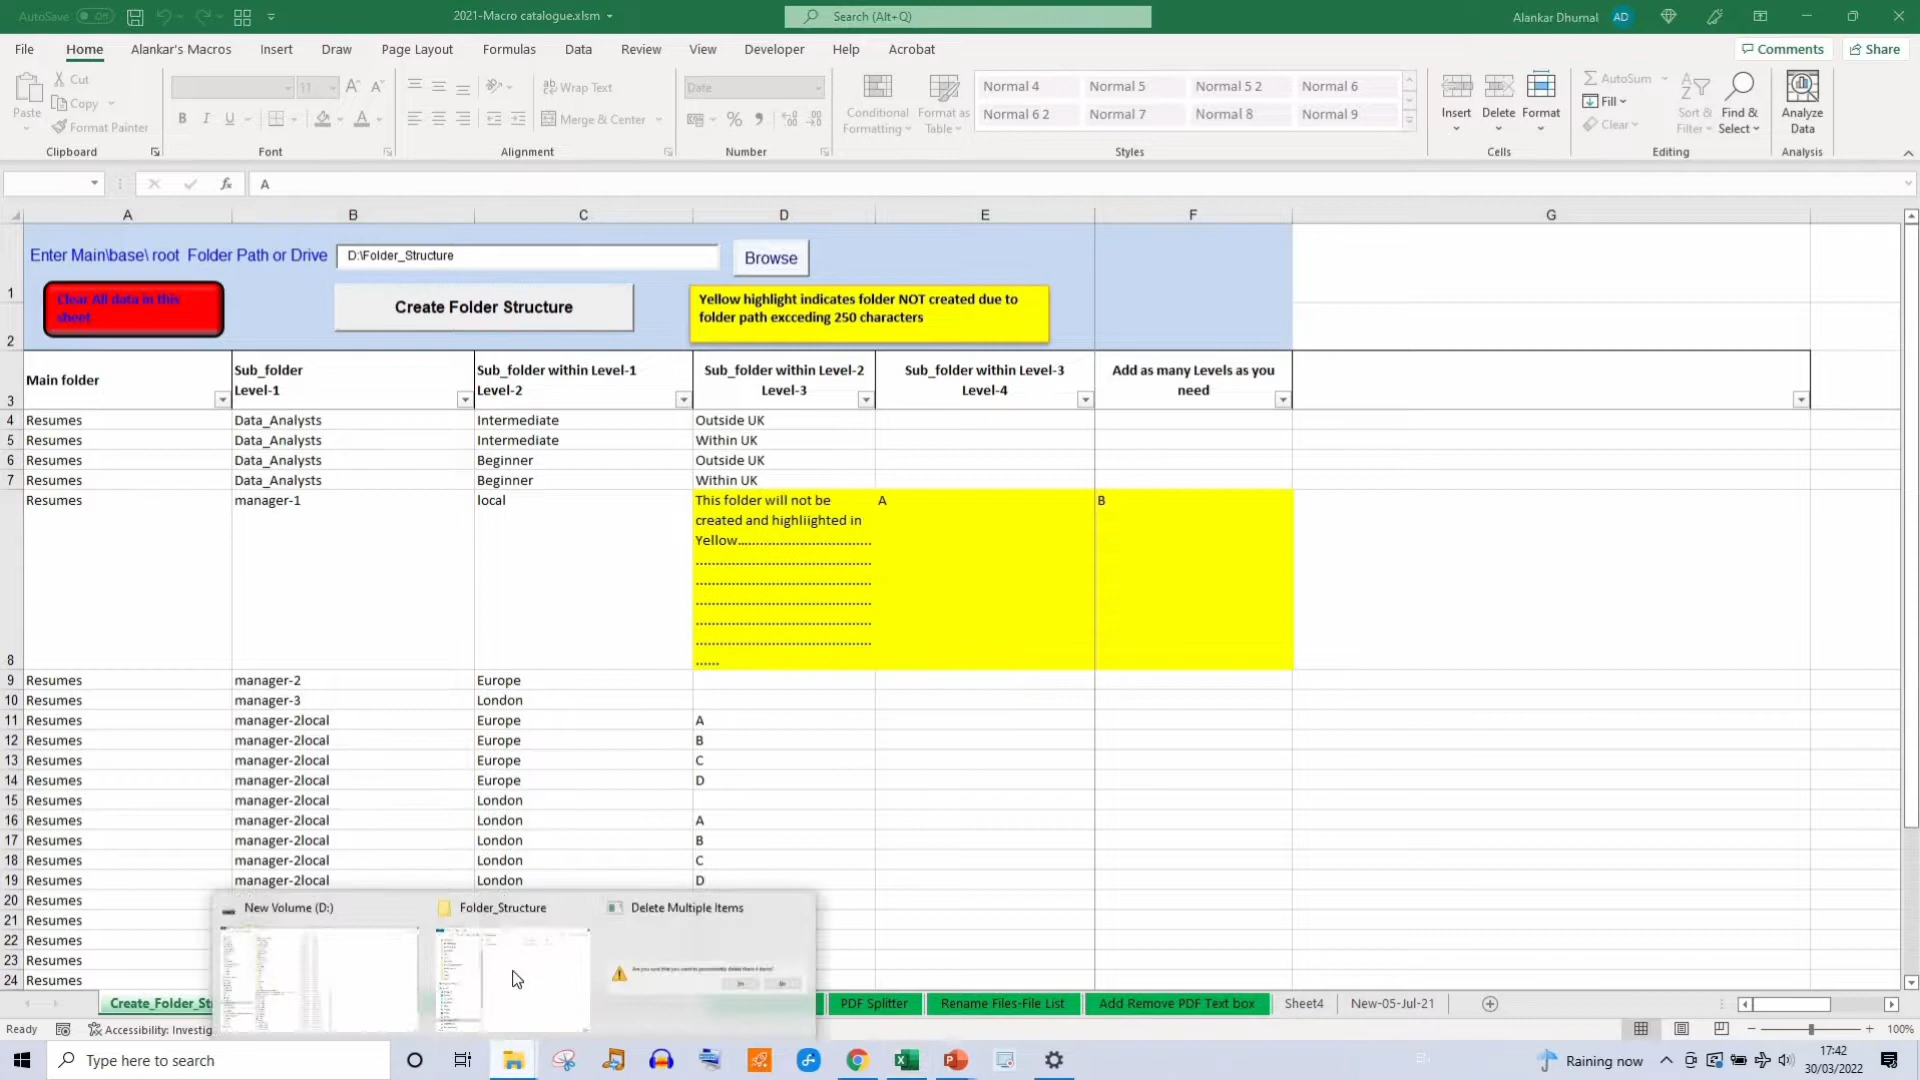 AutoSave Off 2021-Macro catalogue.xlsm Search (Alt+Q) Alankar Dhumal AD
File Home Alankar's Macros Insert Draw Page Layout Formulas Data Review View Developer Help Acrobat Comments Share
Paste Cut Copy Format Painter
11 Wrap Text Merge & Center
Date
Conditional Formatting Format as Table
Normal 4 Normal 5 Normal 5 2 Normal 6
Normal 6 2 Normal 7 Normal 8 Normal 9
Insert Delete Format
AutoSum Fill Clear Sort & Filter Find & Select
Analyze Data
Clipboard Font Alignment Number Styles Cells Editing Analysis
fx A
A B C D E F G
Enter Main\base\ root Folder Path or Drive D:\Folder_Structure Browse
1
Clear All data in this sheet
Create Folder Structure
Yellow highlight indicates folder NOT created due to
folder path excceding 250 characters
2
3 Main folder Sub_folder Level-1 Sub_folder within Level-1 Level-2 Sub_folder within Level-2 Level-3 Sub_folder within Level-3 Level-4 Add as many Levels as you need
4 Resumes Data_Analysts Intermediate Outside UK
5 Resumes Data_Analysts Intermediate Within UK
6 Resumes Data_Analysts Beginner Outside UK
7 Resumes Data_Analysts Beginner Within UK
8 Resumes manager-1 local This folder will not be A B
created and highliighted in
Yellow.....................................
................................................
................................................
................................................
................................................
................................................
......
9 Resumes manager-2 Europe
10 Resumes manager-3 London
11 Resumes manager-2local Europe A
12 Resumes manager-2local Europe B
13 Resumes manager-2local Europe C
14 Resumes manager-2local Europe D
15 Resumes manager-2local London
16 Resumes manager-2local London A
17 Resumes manager-2local London B
18 Resumes manager-2local London C
19 Resumes manager-2local London D
20 Resumes
21 Resumes
22 Resumes
23 Resumes
24 Resumes
New Volume (D:) Folder_Structure Delete Multiple Items
Are you sure that you want to permanently delete these 4 items?
Create_Folder_St PDF Splitter Rename Files-File List Add Remove PDF Text box Sheet4 New-05-Jul-21
Ready Accessibility: Investig 100%
Type here to search Raining now 17:42
30/03/2022